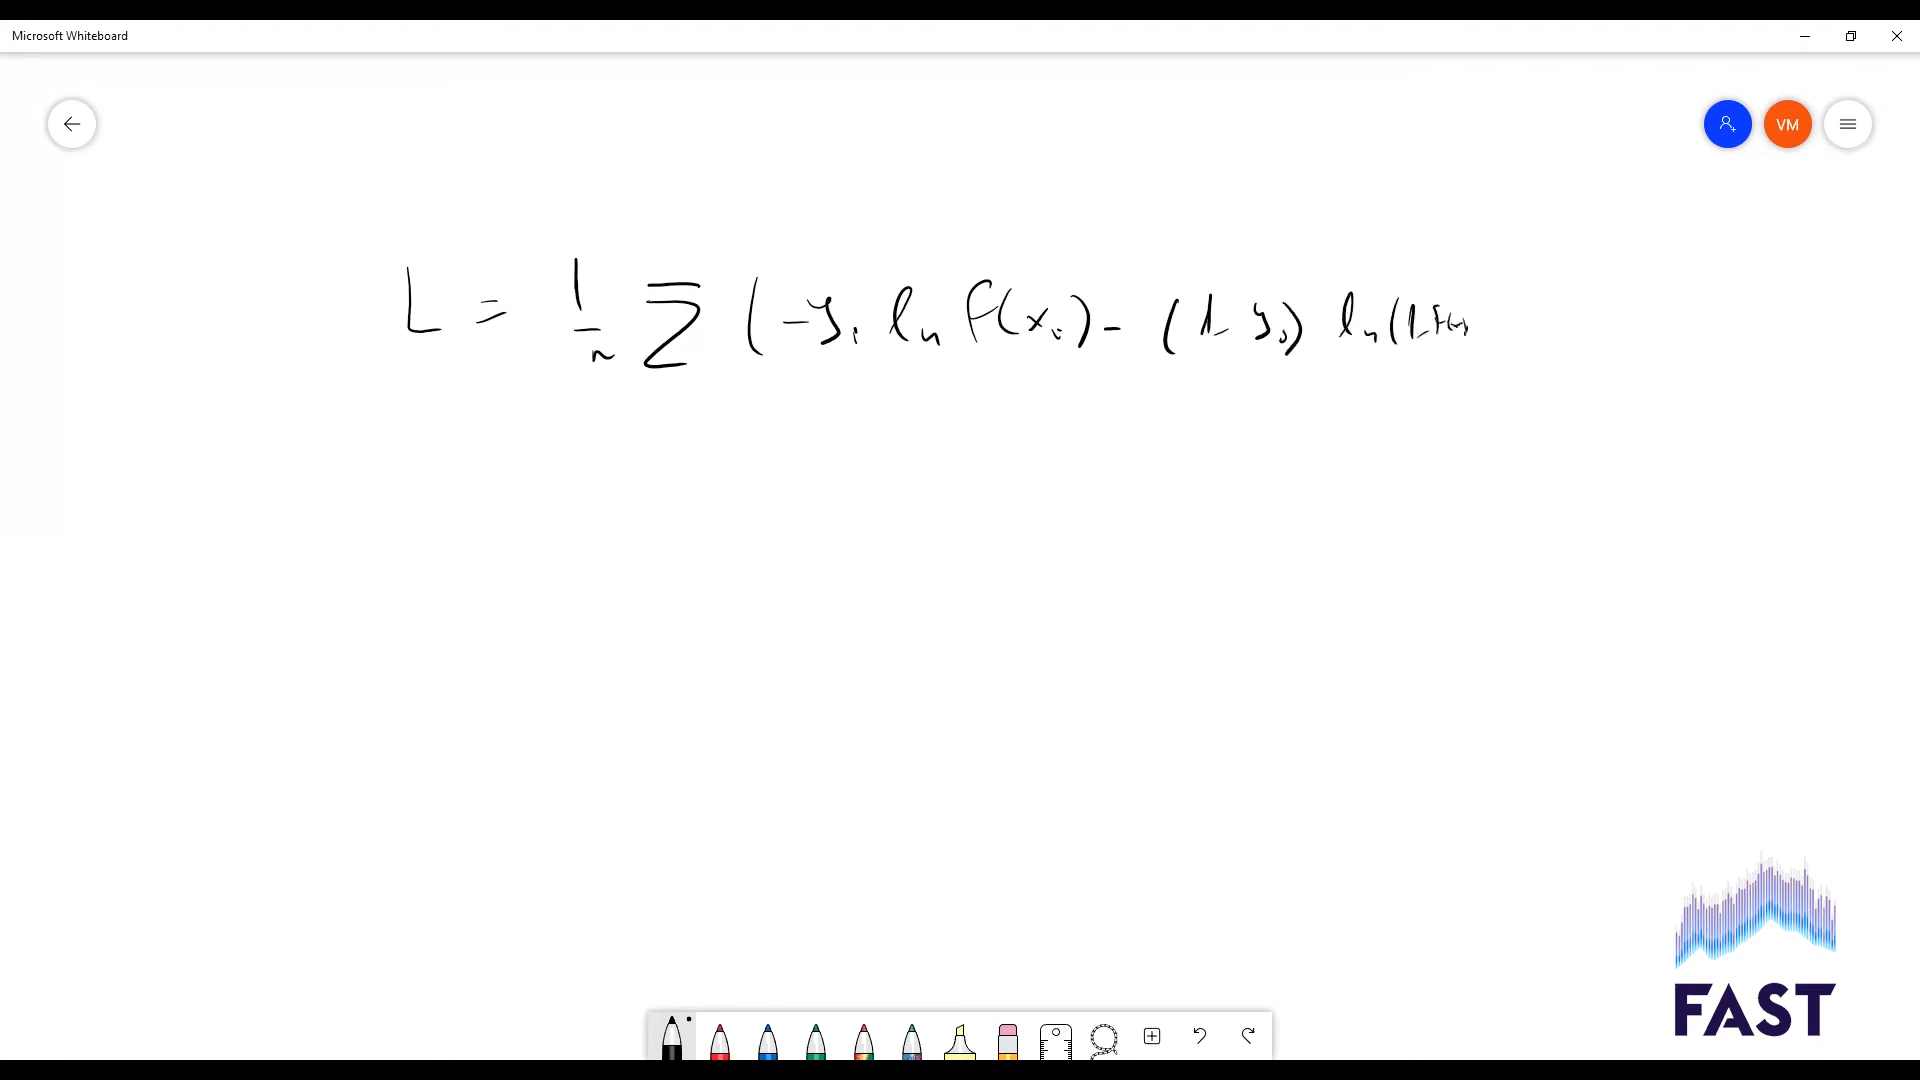 Microsoft Whiteboard
VM
L = 1/n ∑ (-yᵢ ln F(xᵢ) - (1 - yᵢ) ln(1 - F(xᵢ)
FAST